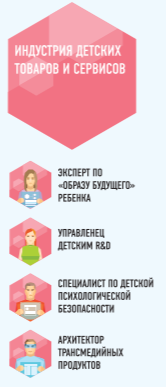 ИНДУСТРИЯ ДЕТСКИХ
ТОВАРОВ И СЕРВИСОВ
ЭКСПЕРТ ПО
«ОБРАЗУ БУДУЩЕГО»
РЕБЕНКА
УПРАВЛЕНЕЦ
ДЕТСКИМ R&D
СПЕЦИАЛИСТ ПО ДЕТСКОЙ
ПСИХОЛОГИЧЕСКОЙ
БЕЗОПАСНОСТИ
АРХИТЕКТОР
ТРАНСМЕДИЙНЫХ
ПРОДУКТОВ